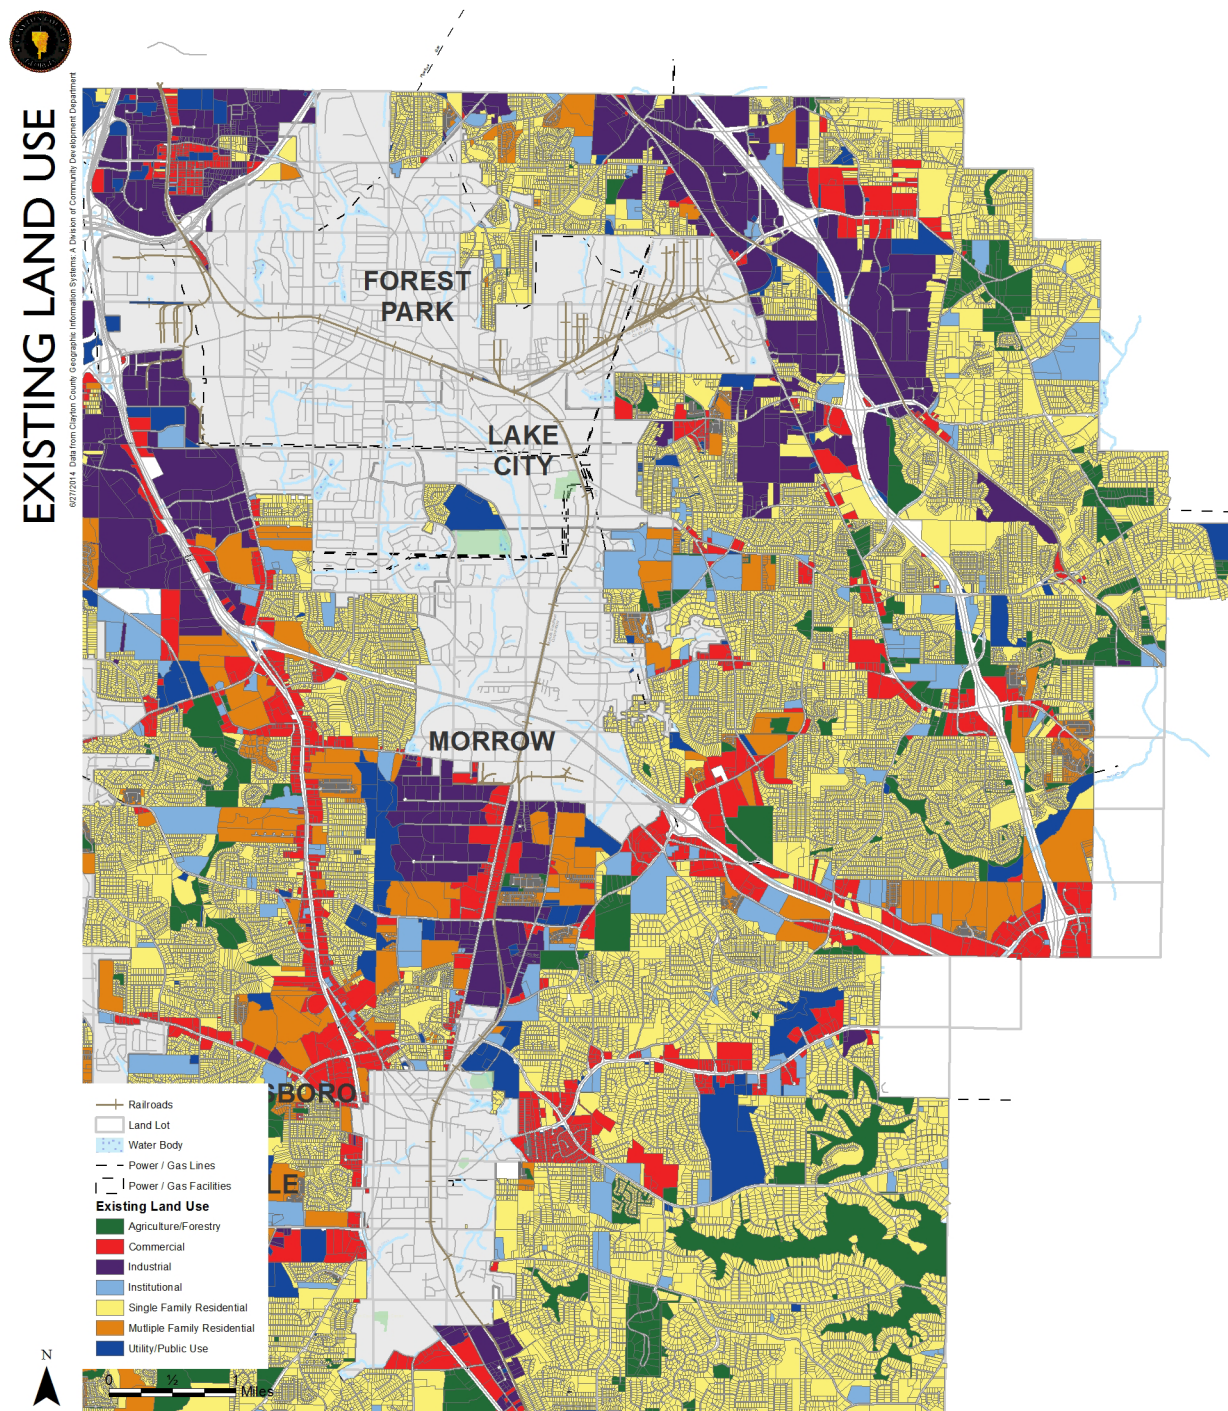 EXISTING LAND USE
6/27/2014 Data from Clayton County Geographic Information Systems: A Division of Community Development Department
FOREST
PARK
LAKE
CITY
MORROW
SBORO
LE
Railroads
Land Lot
Water Body
Power / Gas Lines
Power / Gas Facilities
Existing Land Use
Agriculture/Forestry
Commercial
Industrial
Institutional
Single Family Residential
Mutliple Family Residential
Utility/Public Use
N
0 ½ 1
Miles